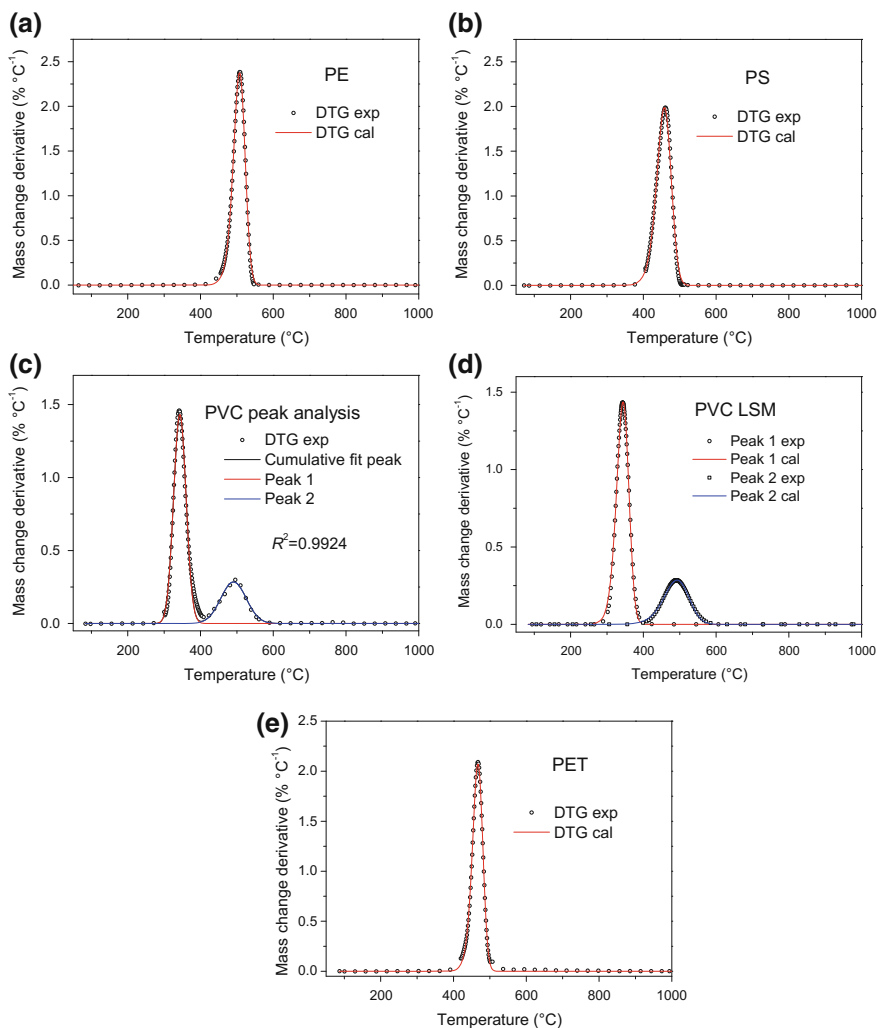 (a)
Mass change derivative (% °C⁻¹)
2.5
2.0
1.5
1.0
0.5
0.0
PE
DTG exp
DTG cal
200 400 600 800 1000
Temperature (°C)
(b)
Mass change derivative (% °C⁻¹)
2.5
2.0
1.5
1.0
0.5
0.0
PS
DTG exp
DTG cal
200 400 600 800 1000
Temperature (°C)
(c)
Mass change derivative (% °C⁻¹)
1.5
1.0
0.5
0.0
PVC peak analysis
DTG exp
Cumulative fit peak
Peak 1
Peak 2
R²=0.9924
200 400 600 800 1000
Temperature (°C)
(d)
Mass change derivative (% °C⁻¹)
1.5
1.0
0.5
0.0
PVC LSM
Peak 1 exp
Peak 1 cal
Peak 2 exp
Peak 2 cal
200 400 600 800 1000
Temperature (°C)
(e)
Mass change derivative (% °C⁻¹)
2.5
2.0
1.5
1.0
0.5
0.0
PET
DTG exp
DTG cal
200 400 600 800 1000
Temperature (°C)